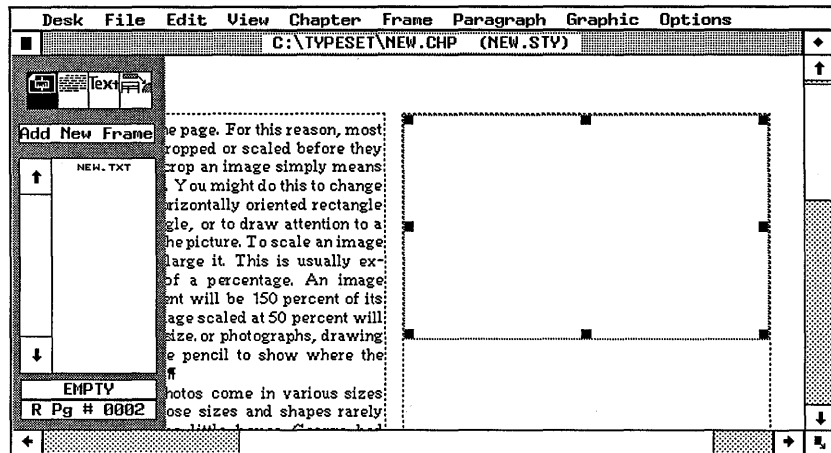 Desk File Edit View Chapter Frame Paragraph Graphic Options
C:\TYPESET\NEW.CHP (NEW.STY)
Text
Add New Frame
NEW.TXT
EMPTY
R Pg # 0002
e page. For this reason, most
ropped or scaled before they
crop an image simply means
. You might do this to change
rizontally oriented rectangle
gle, or to draw attention to a
he picture. To scale an image
large it. This is usually ex-
of a percentage. An image
ent will be 150 percent of its
age scaled at 50 percent will
size. or photographs, drawing
e pencil to show where the
¶
hotos come in various sizes
ose sizes and shapes rarely